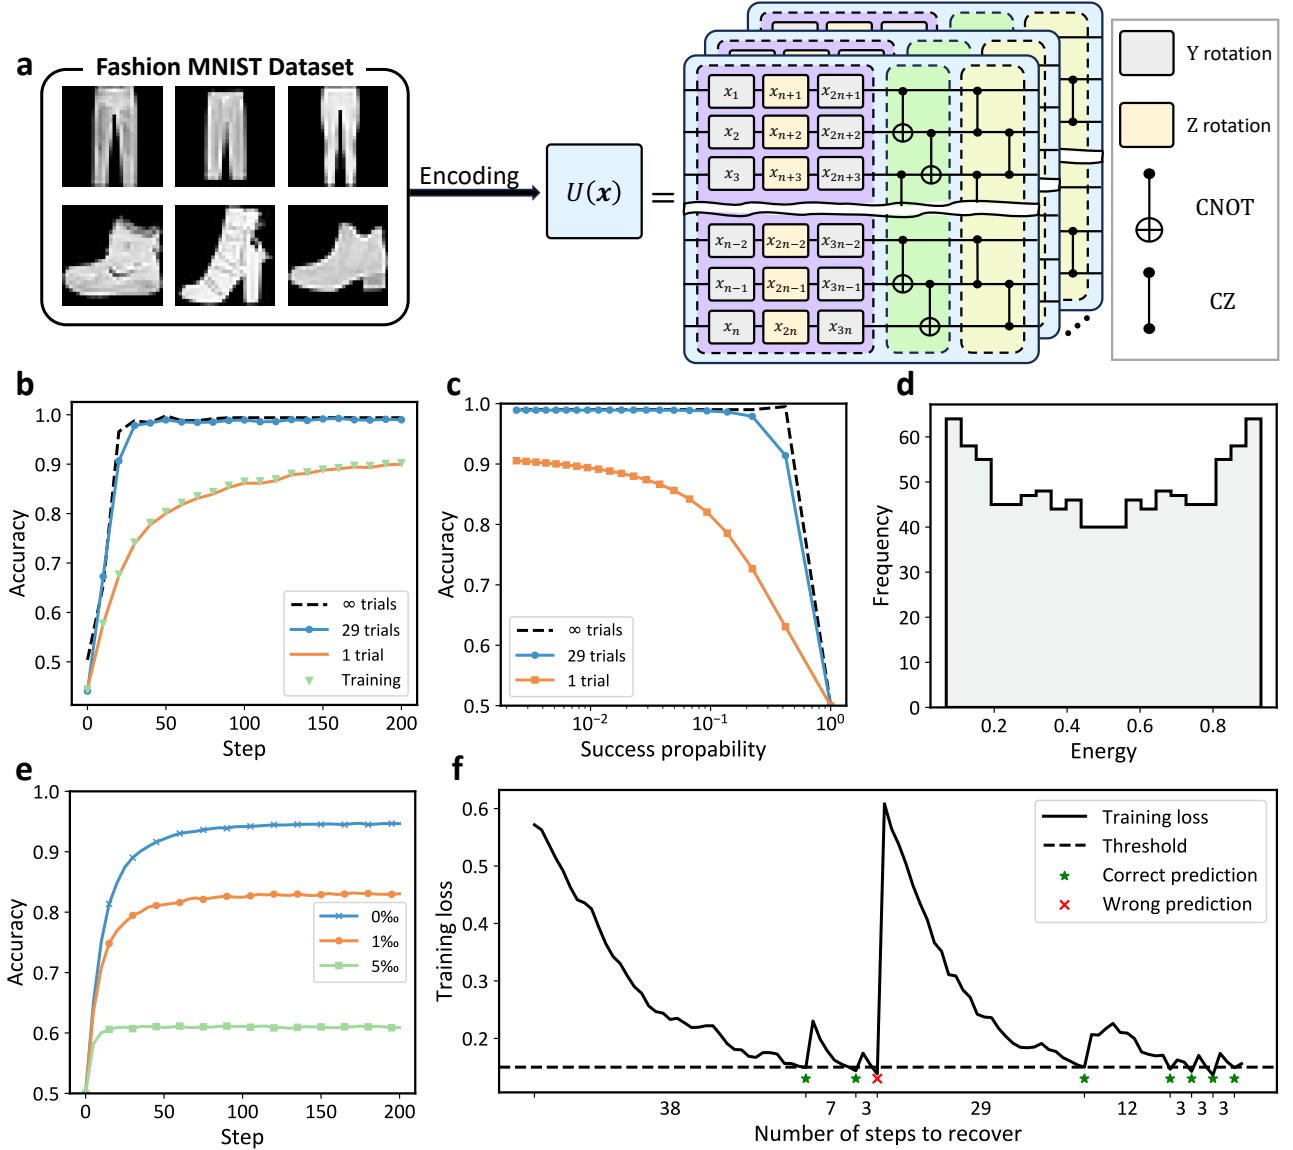 a
Fashion MNIST Dataset
Encoding
U(x)
=
x₁ xₙ₊₁ x₂ₙ₊₁
x₂ xₙ₊₂ x₂ₙ₊₂
x₃ xₙ₊₃ x₂ₙ₊₃
xₙ₋₂ x₂ₙ₋₂ x₃ₙ₋₂
xₙ₋₁ x₂ₙ₋₁ x₃ₙ₋₁
xₙ x₂ₙ x₃ₙ
Y rotation
Z rotation
CNOT
CZ
b
Accuracy
1.0
0.9
0.8
0.7
0.6
0.5
∞ trials
29 trials
1 trial
Training
0 50 100 150 200
Step
c
Accuracy
1.0
0.9
0.8
0.7
0.6
0.5
∞ trials
29 trials
1 trial
10⁻² 10⁻¹ 10⁰
Success propability
d
Frequency
60
50
40
30
20
10
0
0.2 0.4 0.6 0.8
Energy
e
Accuracy
1.0
0.9
0.8
0.7
0.6
0.5
0‰
1‰
5‰
0 50 100 150 200
Step
f
Training loss
0.6
0.5
0.4
0.3
0.2
Training loss
Threshold
Correct prediction
Wrong prediction
38 7 3 29 12 3 3 3
Number of steps to recover